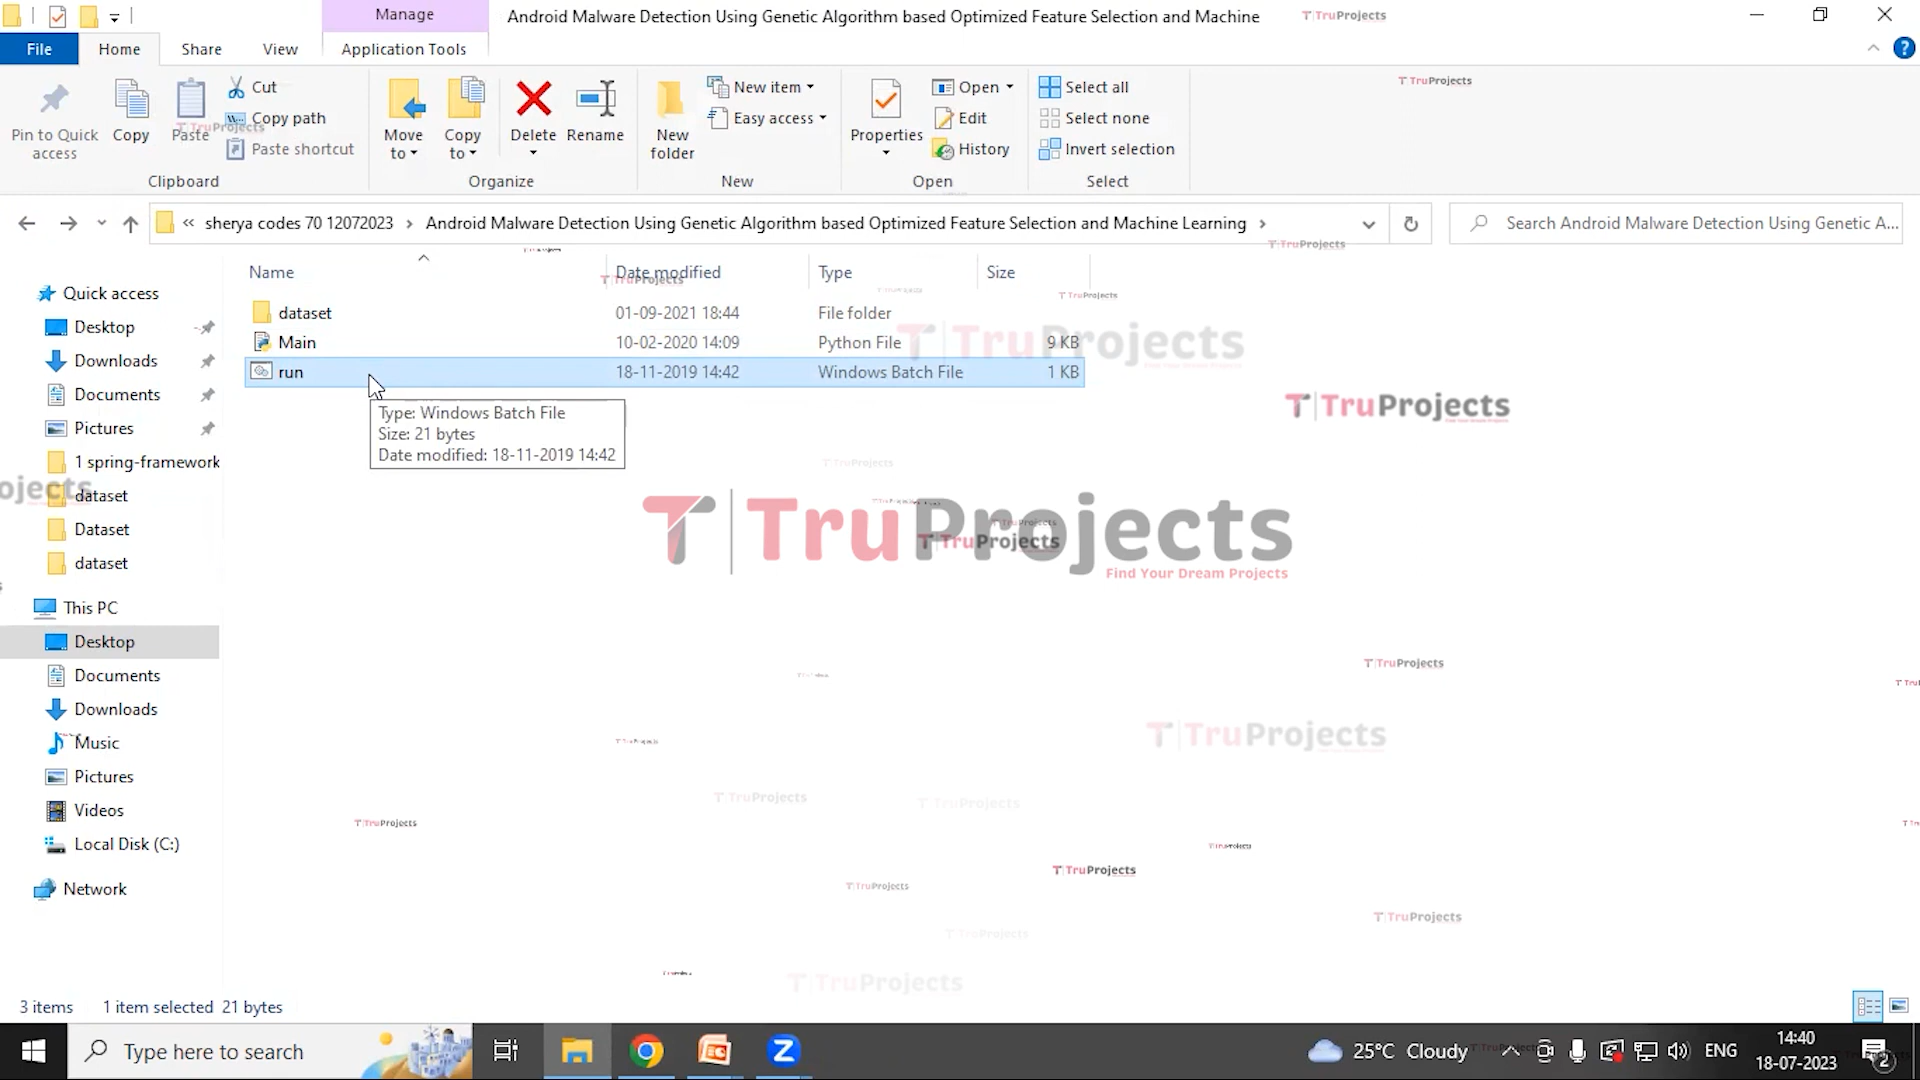 Manage
Android Malware Detection Using Genetic Algorithm based Optimized Feature Selection and Machine
File
Home
Share
View
Application Tools
Pin to Quick access
Copy
Paste
Cut
Copy path
Paste shortcut
Clipboard
Move to
Copy to
Delete
Rename
Organize
New folder
New item
Easy access
New
Properties
Open
Edit
History
Open
Select all
Select none
Invert selection
Select
« sherya codes 70 12072023 › Android Malware Detection Using Genetic Algorithm based Optimized Feature Selection and Machine Learning ›
Search Android Malware Detection Using Genetic A...
Name Date modified Type Size
dataset 01-09-2021 18:44 File folder
Main 10-02-2020 14:09 Python File 9 KB
run 18-11-2019 14:42 Windows Batch File 1 KB
Type: Windows Batch File
Size: 21 bytes
Date modified: 18-11-2019 14:42
Quick access
Desktop
Downloads
Documents
Pictures
1 spring-framework
dataset
Dataset
dataset
This PC
Desktop
Documents
Downloads
Music
Pictures
Videos
Local Disk (C:)
Network
TruProjects
Find Your Dream Projects
TruProjects
TruProjects
TruProjects
3 items 1 item selected 21 bytes
Type here to search
25°C Cloudy
ENG
14:40
18-07-2023
2